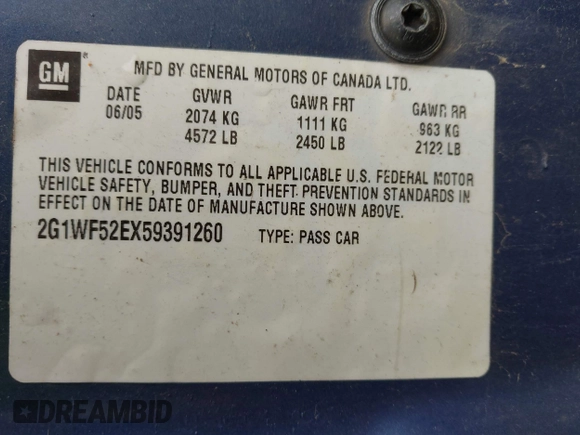 GM ®
MFD BY GENERAL MOTORS OF CANADA LTD.
DATE GVWR GAWR FRT GAWR RR
06/05 2074 KG 1111 KG 963 KG
4572 LB 2450 LB 2122 LB
THIS VEHICLE CONFORMS TO ALL APPLICABLE U.S. FEDERAL MOTOR
VEHICLE SAFETY, BUMPER, AND THEFT PREVENTION STANDARDS IN
EFFECT ON THE DATE OF MANUFACTURE SHOWN ABOVE.
2G1WF52EX59391260 TYPE: PASS CAR
DREAMBID